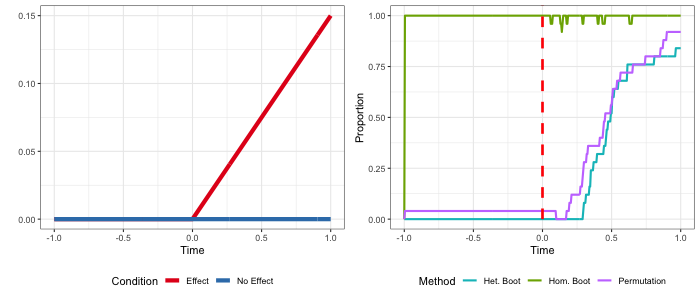 0.15
0.10
0.05
0.00
-1.0 -0.5 0.0 0.5 1.0
Time
Condition Effect No Effect
Proportion
1.00
0.75
0.50
0.25
0.00
-1.0 -0.5 0.0 0.5 1.0
Time
Method Het. Boot Hom. Boot Permutation